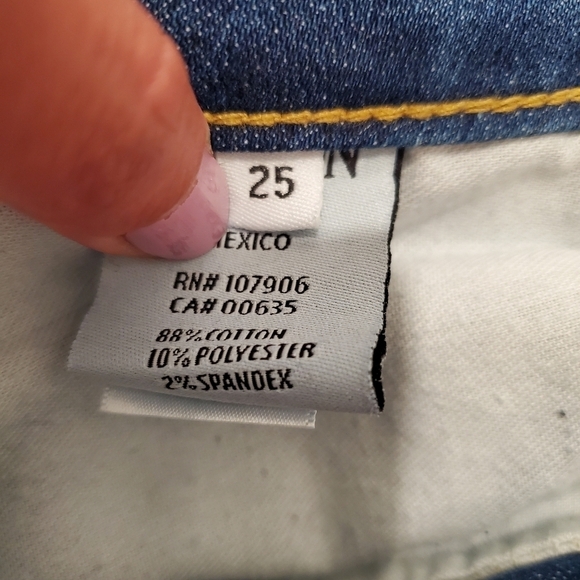 25
N
EXICO
RN# 107906
CA# 00635
88% COTTON
10% POLYESTER
2% SPANDEX